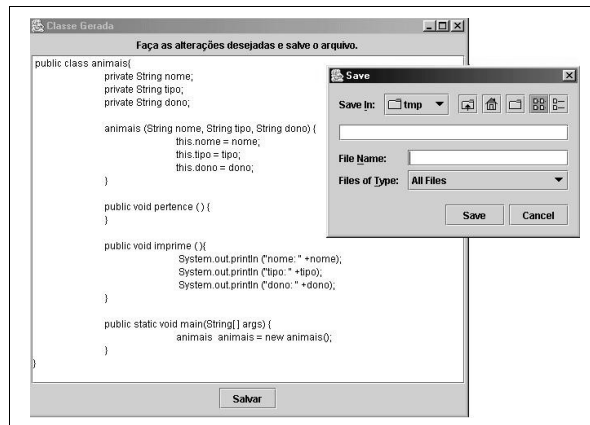 Classe Gerada
Faça as alterações desejadas e salve o arquivo.
public class animais{
private String nome;
private String tipo;
private String dono;
animais (String nome, String tipo, String dono) {
this.nome = nome;
this.tipo = tipo;
this.dono = dono;
}
public void pertence ( ) {
}
public void imprime ( ){
System.out.println ("nome: " +nome);
System.out.println ("tipo: " +tipo);
System.out.println ("dono: " +dono);
}
public static void main(String[] args) {
animais animais = new animais();
}
}
Salvar
Save
Save In: tmp
File Name:
Files of Type: All Files
Save Cancel